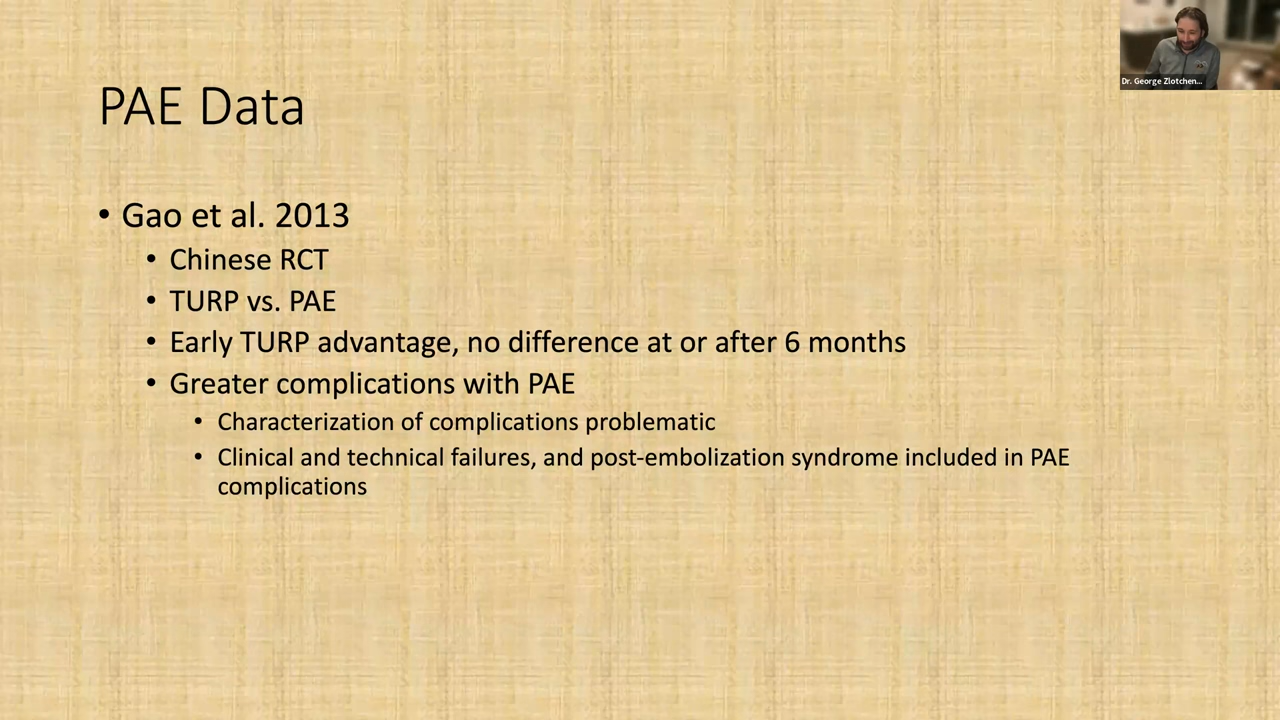 Dr. George Zlotchen...
PAE Data
• Gao et al. 2013
• Chinese RCT
• TURP vs. PAE
• Early TURP advantage, no difference at or after 6 months
• Greater complications with PAE
• Characterization of complications problematic
• Clinical and technical failures, and post-embolization syndrome included in PAE
complications